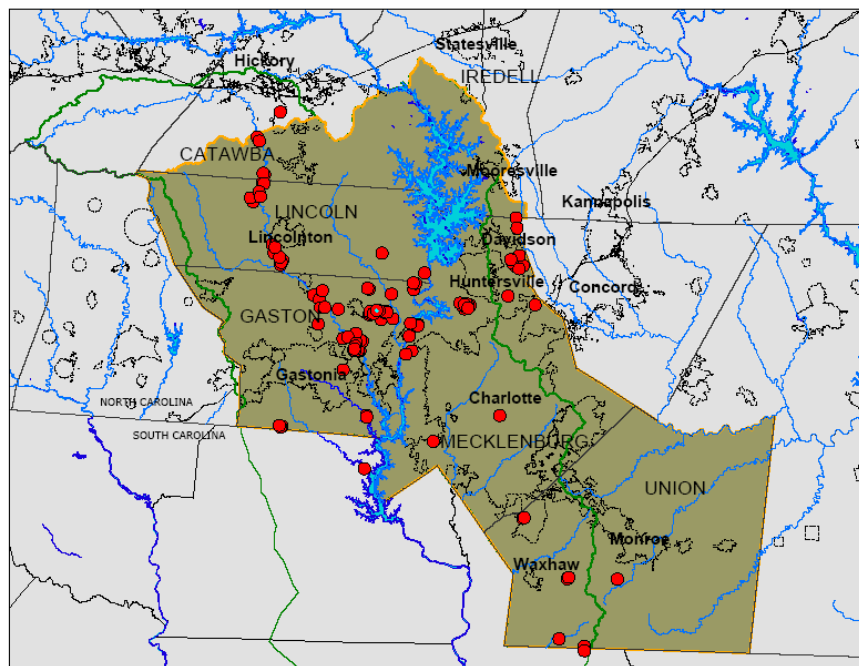 Statesville
Hickory
IREDELL
CATAWBA
Mooresville
Kannapolis
LINCOLN
Lincolnton
Davidson
Huntersville
Concord
GASTON
Gastonia
NORTH CAROLINA
Charlotte
SOUTH CAROLINA
MECKLENBURG
UNION
Monroe
Waxhaw